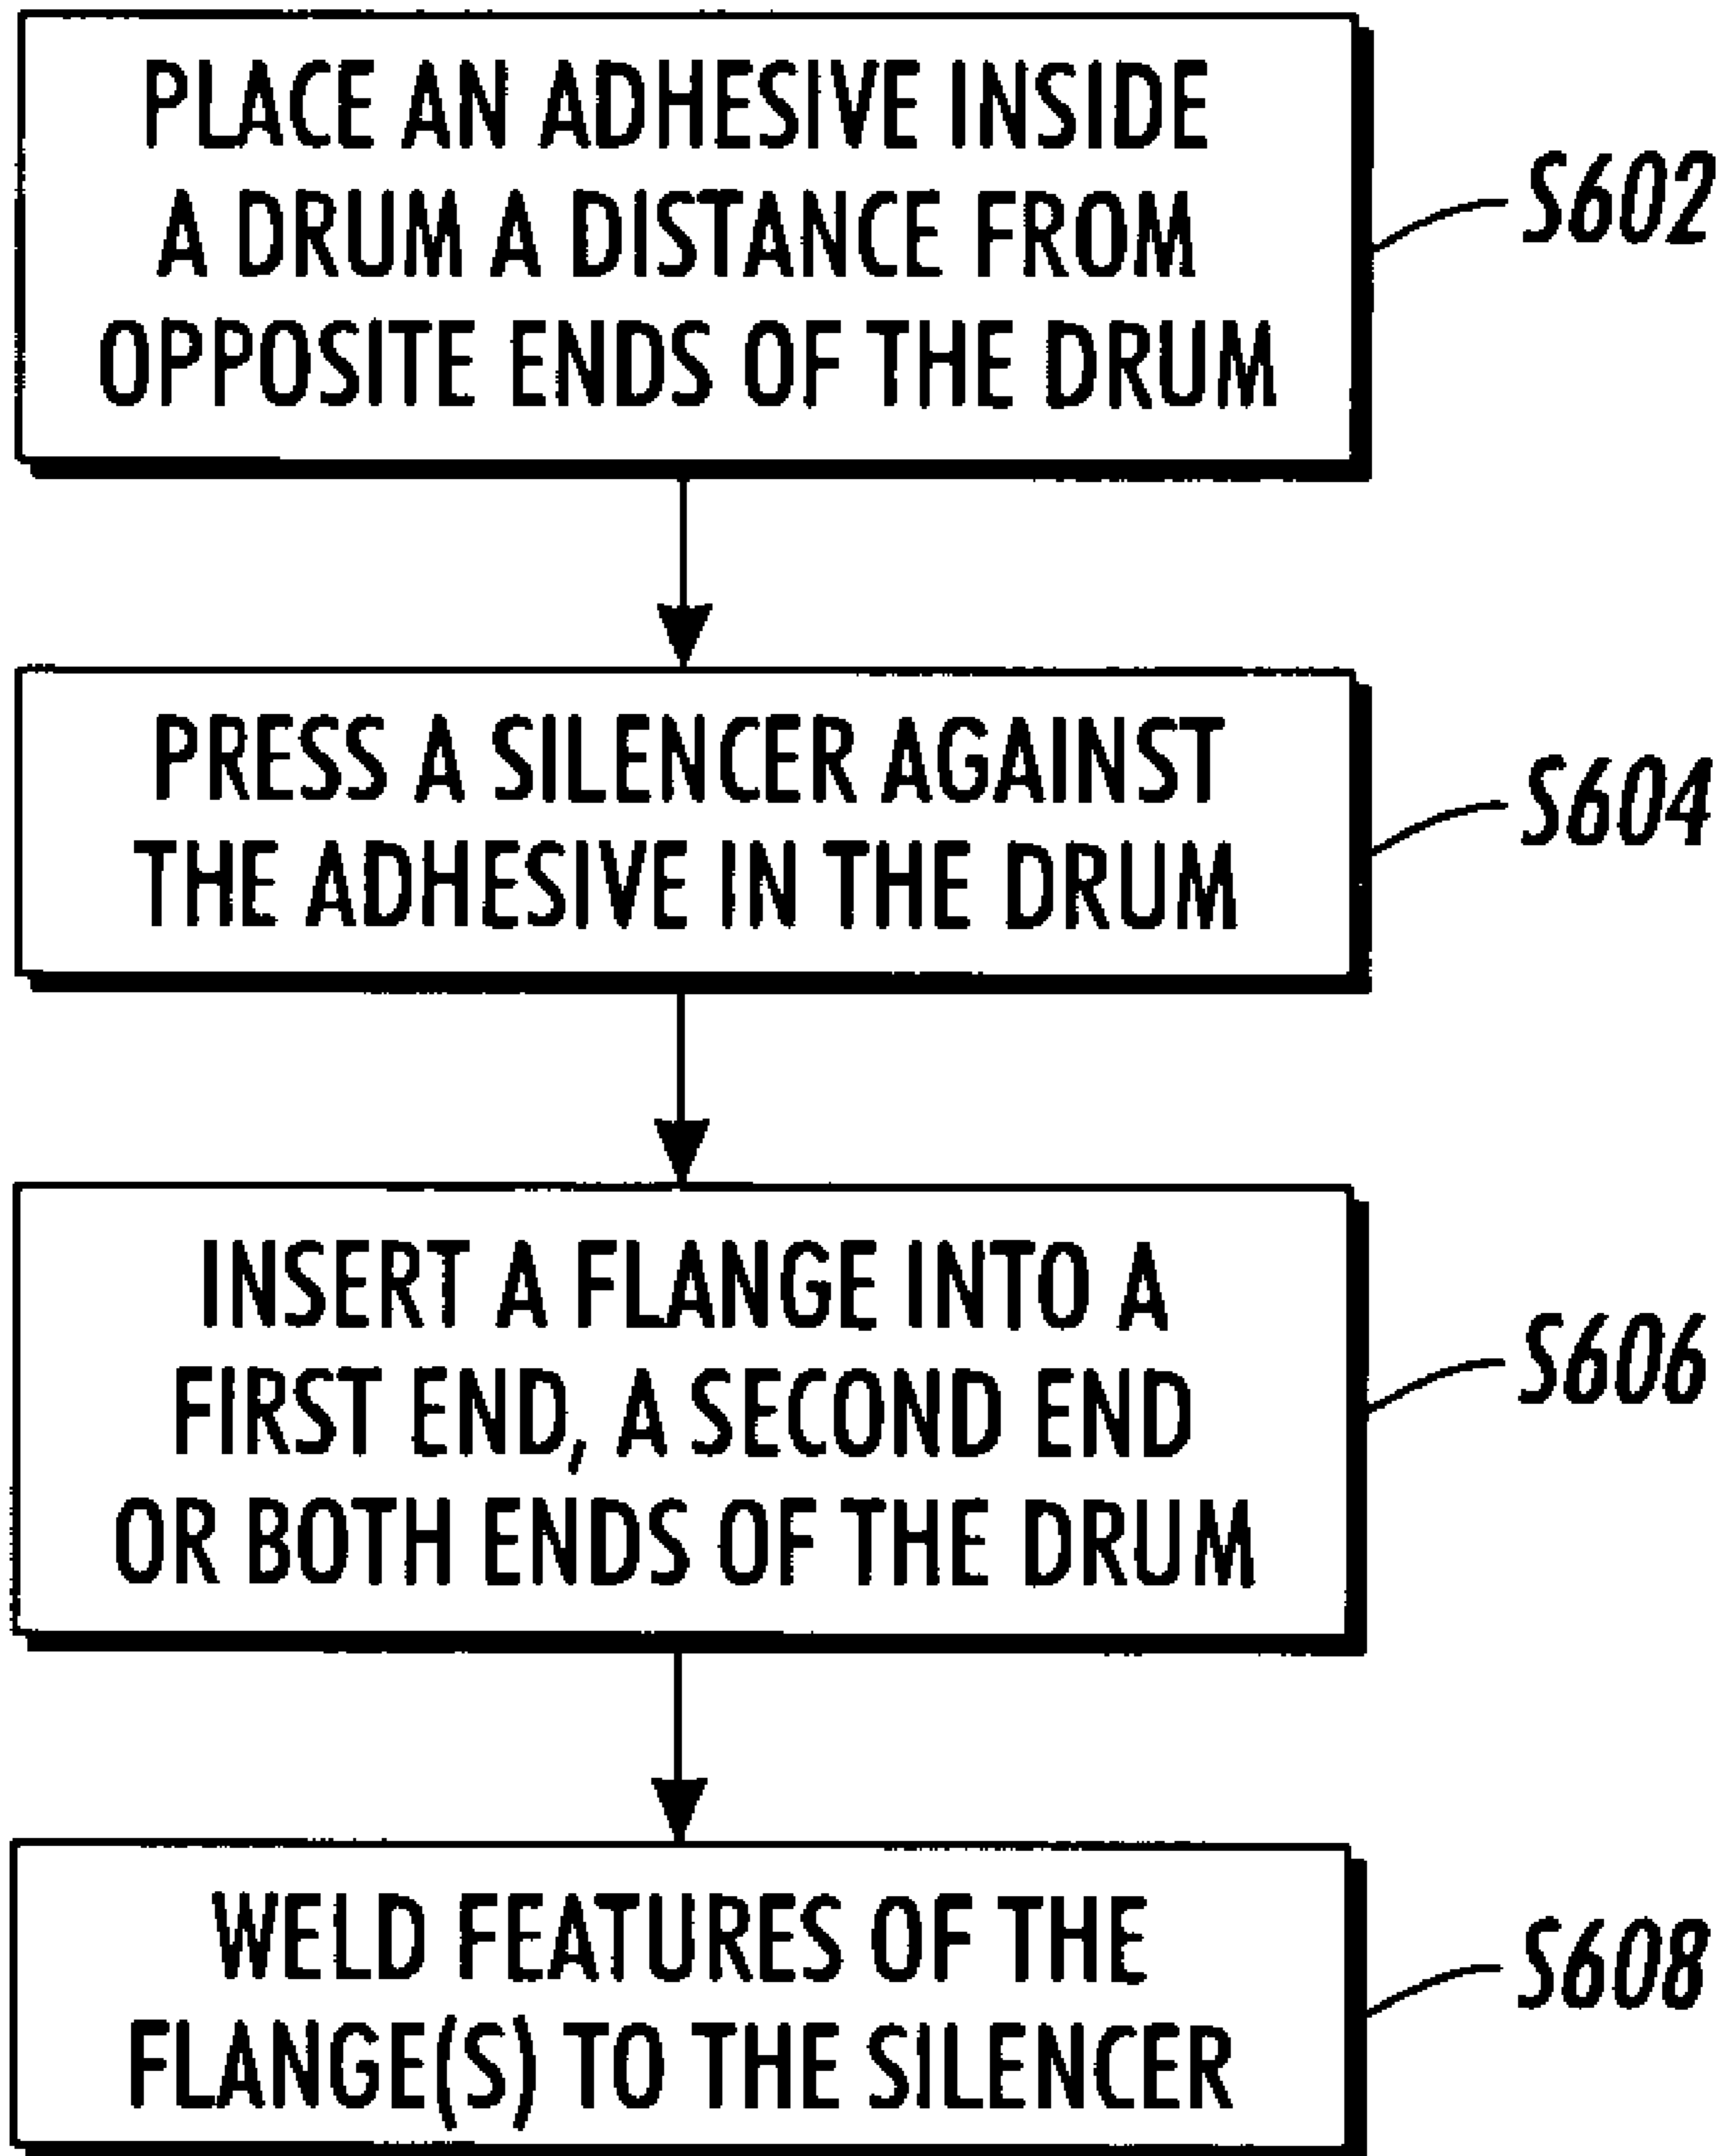 PLACE AN ADHESIVE INSIDE
A DRUM A DISTANCE FROM
OPPOSITE ENDS OF THE DRUM
S602
PRESS A SILENCER AGAINST
THE ADHESIVE IN THE DRUM
S604
INSERT A FLANGE INTO A
FIRST END, A SECOND END
OR BOTH ENDS OF THE DRUM
S606
WELD FEATURES OF THE
FLANGE(S) TO THE SILENCER
S608